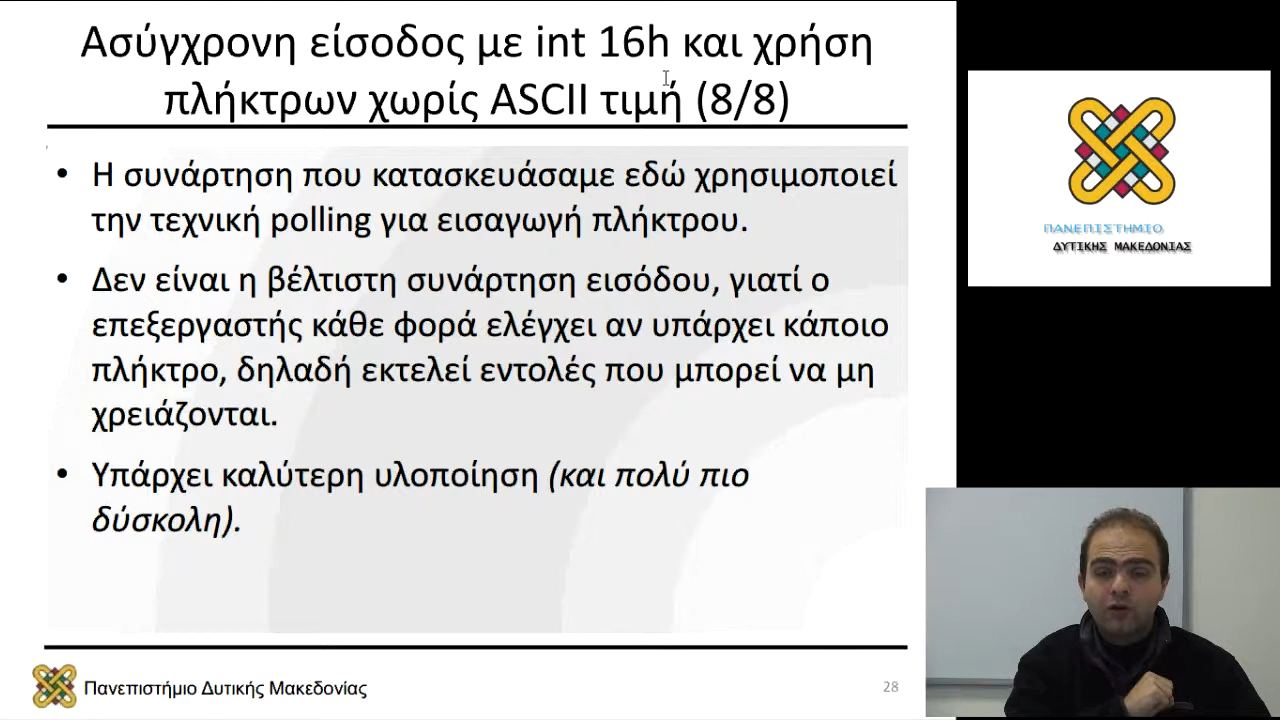 Ασύγχρονη είσοδος με int 16h και χρήση
πλήκτρων χωρίς ASCII τιμή (8/8)
• Η συνάρτηση που κατασκευάσαμε εδώ χρησιμοποιεί
την τεχνική polling για εισαγωγή πλήκτρου.
• Δεν είναι η βέλτιστη συνάρτηση εισόδου, γιατί ο
επεξεργαστής κάθε φορά ελέγχει αν υπάρχει κάποιο
πλήκτρο, δηλαδή εκτελεί εντολές που μπορεί να μη
χρειάζονται.
• Υπάρχει καλύτερη υλοποίηση (και πολύ πιο
δύσκολη).
Πανεπιστήμιο Δυτικής Μακεδονίας
28
ΠΑΝΕΠΙΣΤΗΜΙΟ
ΔΥΤΙΚΗΣ ΜΑΚΕΔΟΝΙΑΣ